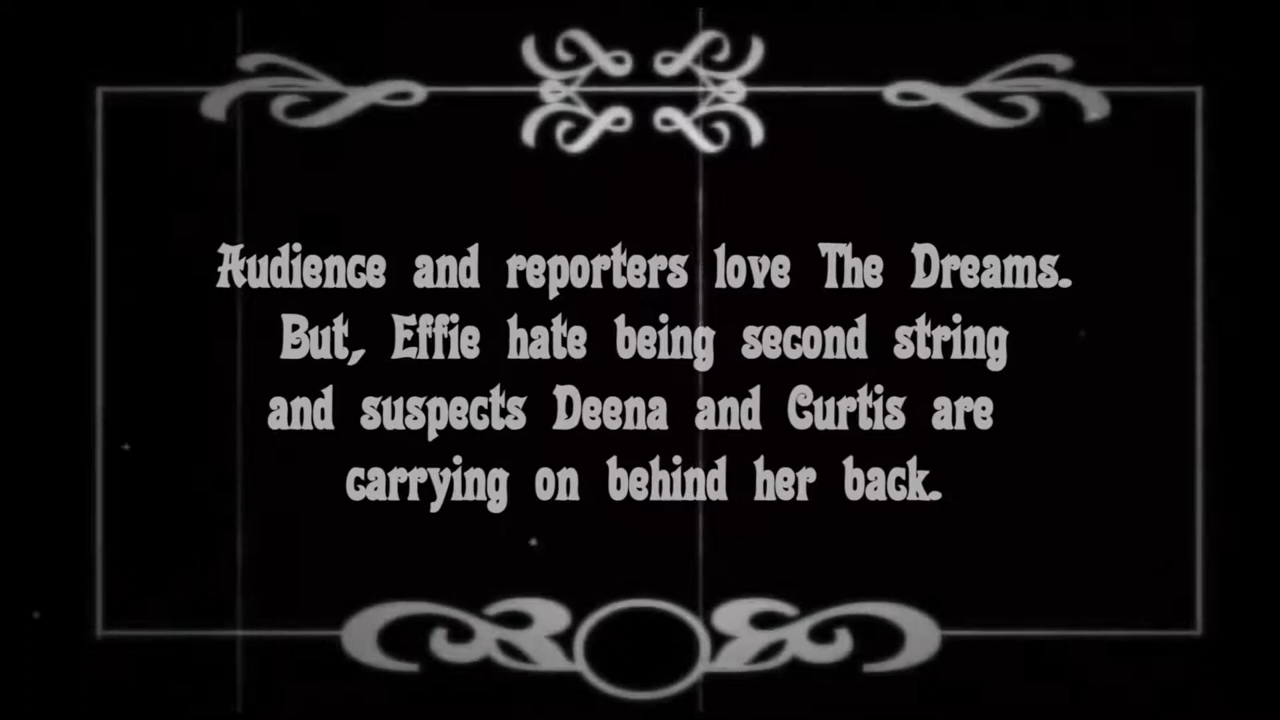 Audience and reporters love The Dreams.
But, Effie hate being second string
and suspects Deena and Curtis are
carrying on behind her back.